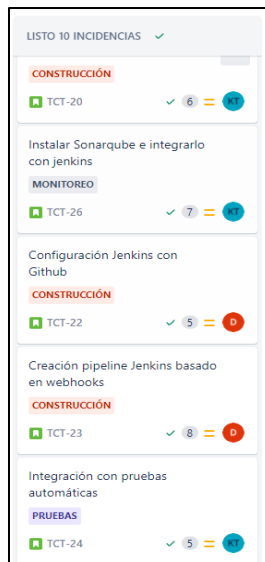 LISTO 10 INCIDENCIAS
CONSTRUCCIÓN
TCT-20 6 KT
Instalar Sonarqube e integrarlo
con jenkins
MONITOREO
TCT-26 7 KT
Configuración Jenkins con
Github
CONSTRUCCIÓN
TCT-22 5 D
Creación pipeline Jenkins basado
en webhooks
CONSTRUCCIÓN
TCT-23 8 D
Integración con pruebas
automáticas
PRUEBAS
TCT-24 5 KT